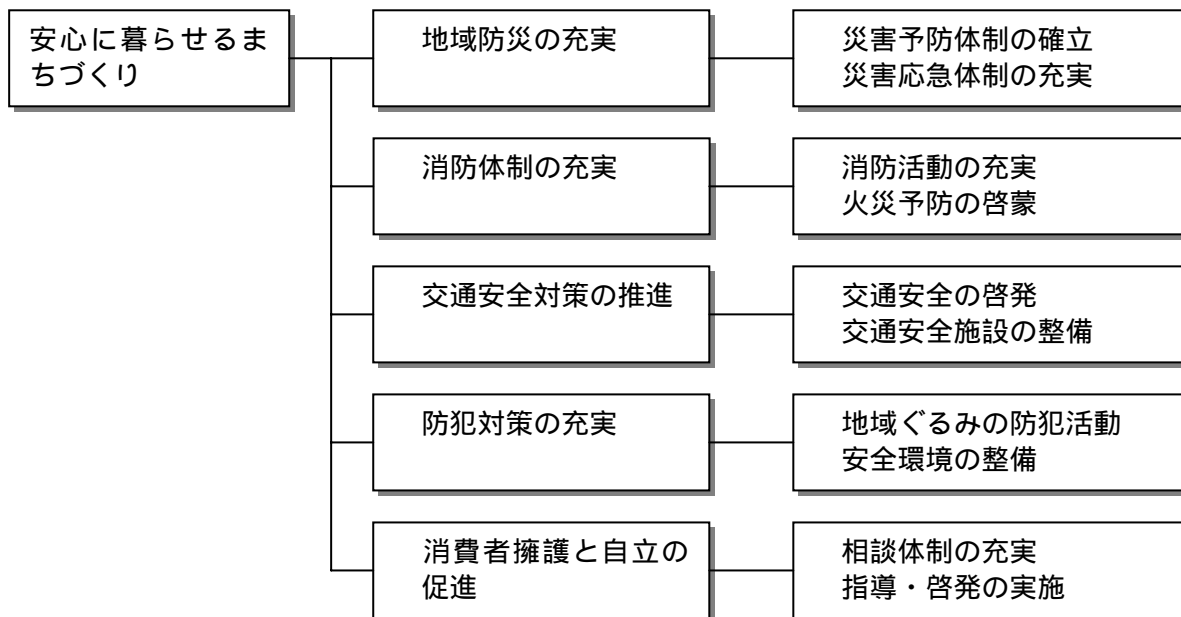 安心に暮らせるま
ちづくり
地域防災の充実
災害予防体制の確立
災害応急体制の充実
消防体制の充実
消防活動の充実
火災予防の啓蒙
交通安全対策の推進
交通安全の啓発
交通安全施設の整備
防犯対策の充実
地域ぐるみの防犯活動
安全環境の整備
消費者擁護と自立の
促進
相談体制の充実
指導・啓発の実施